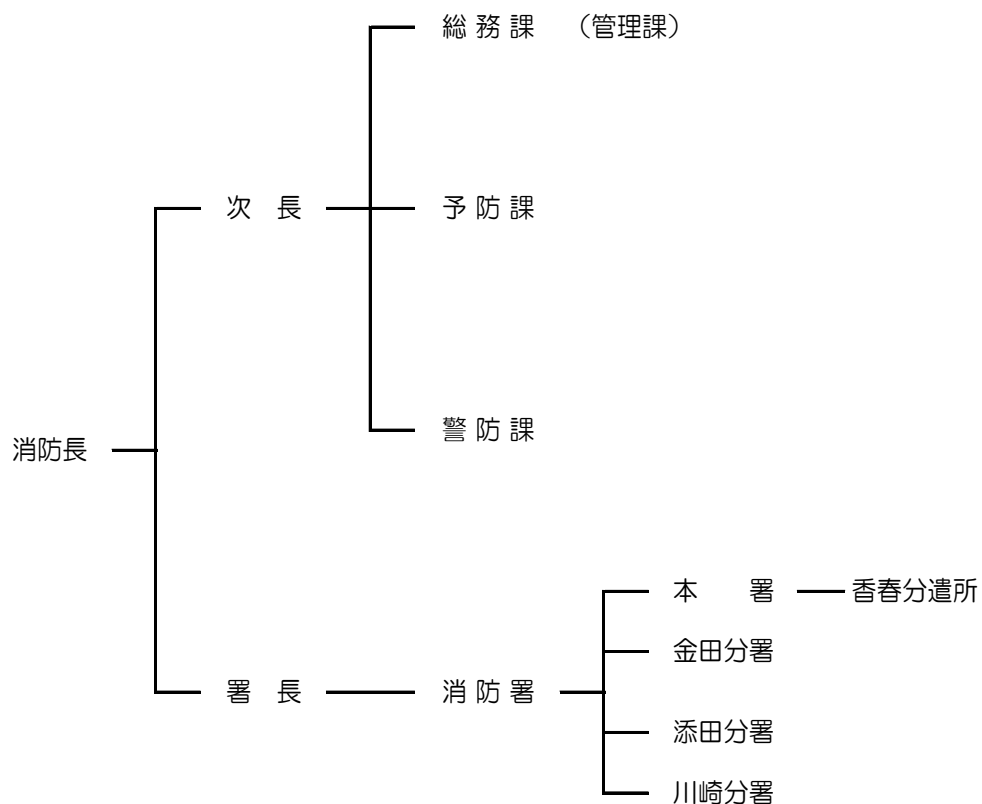 総務課 （管理課）
次長
予防課
警防課
消防長
本署
香春分遣所
金田分署
署長
消防署
添田分署
川崎分署